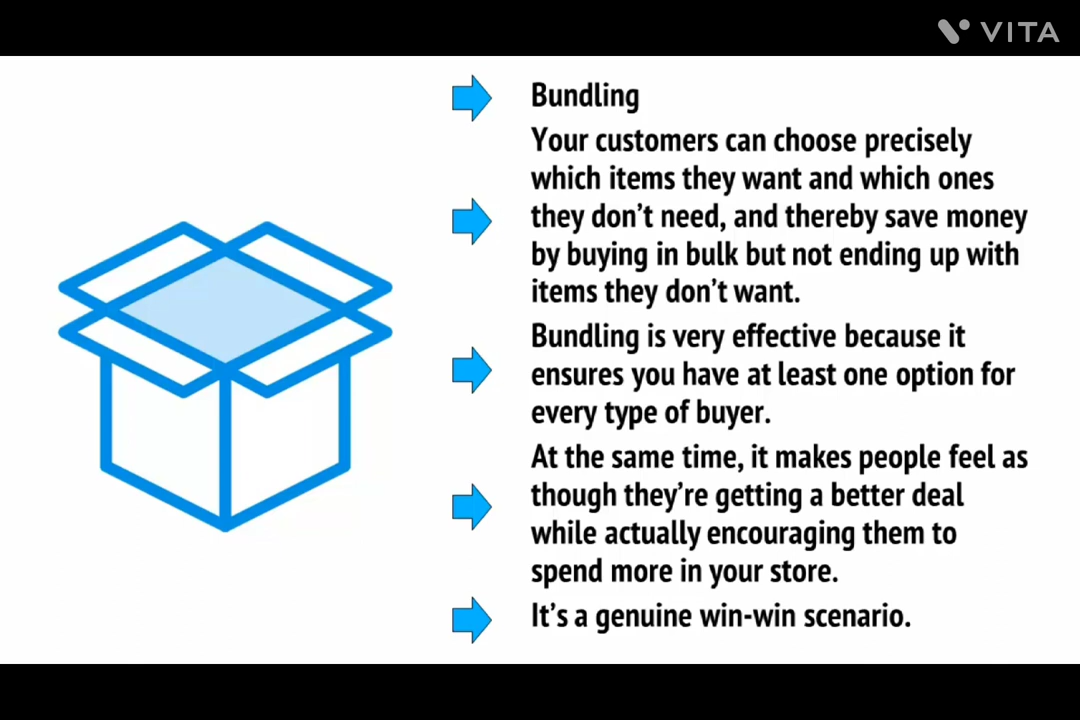 VITA
Bundling
Your customers can choose precisely
which items they want and which ones
they don't need, and thereby save money
by buying in bulk but not ending up with
items they don't want.
Bundling is very effective because it
ensures you have at least one option for
every type of buyer.
At the same time, it makes people feel as
though they're getting a better deal
while actually encouraging them to
spend more in your store.
It's a genuine win-win scenario.